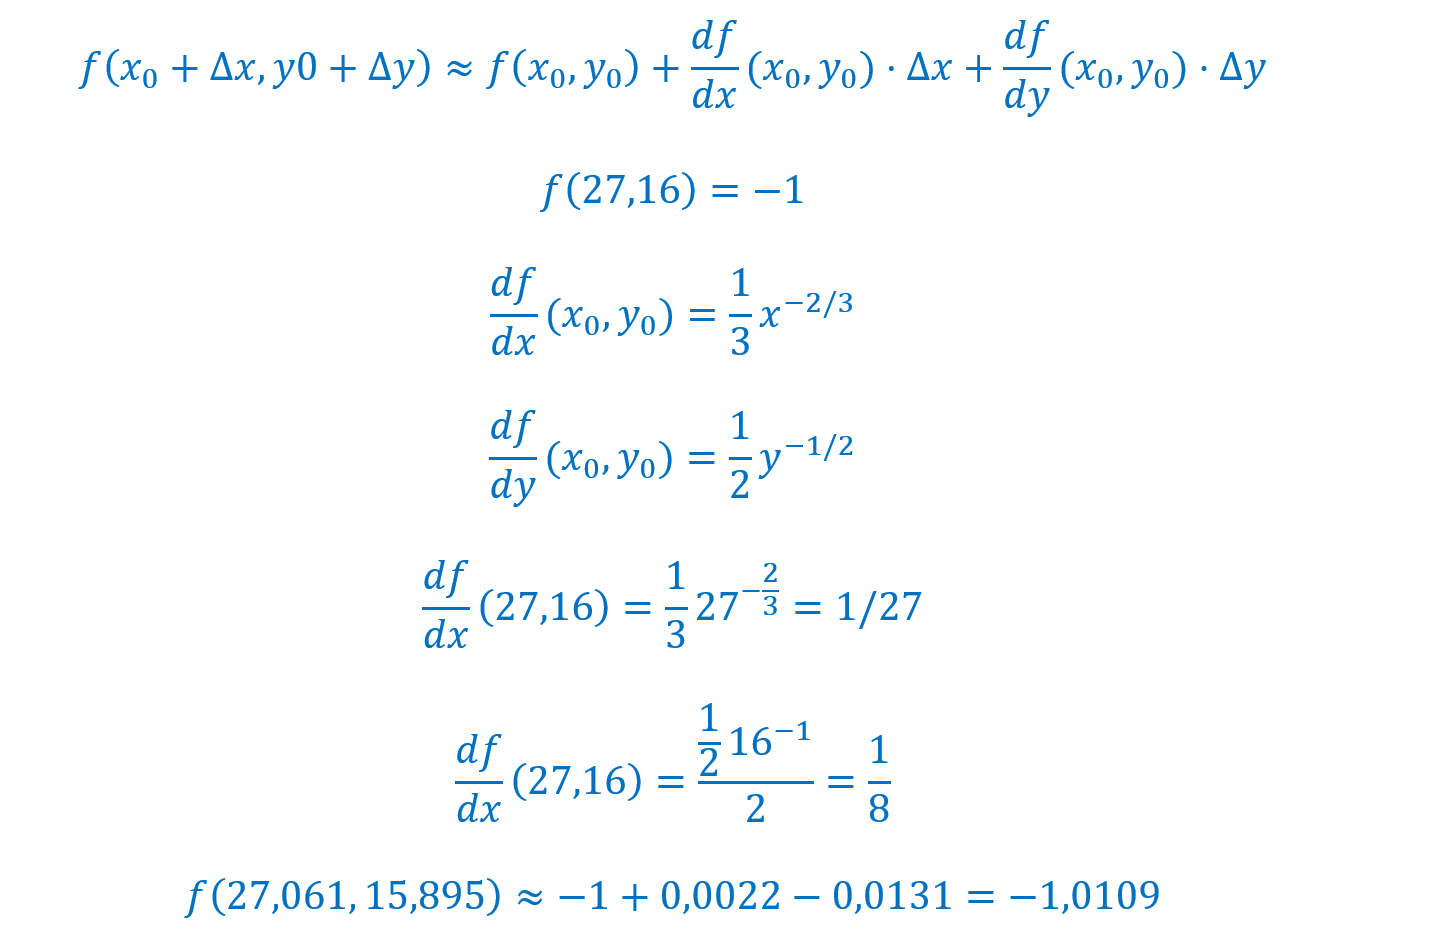 f(x₀ + Δx, y0 + Δy) ≈ f(x₀, y₀) + df/dx (x₀, y₀) · Δx + df/dy (x₀, y₀) · Δy
f(27,16) = −1
df/dx (x₀, y₀) = 1/3 x^(−2/3)
df/dy (x₀, y₀) = 1/2 y^(−1/2)
df/dx (27,16) = 1/3 27^(−2/3) = 1/27
df/dx (27,16) = (1/2 16^(−1))/2 = 1/8
f(27,061, 15,895) ≈ −1 + 0,0022 − 0,0131 = −1,0109